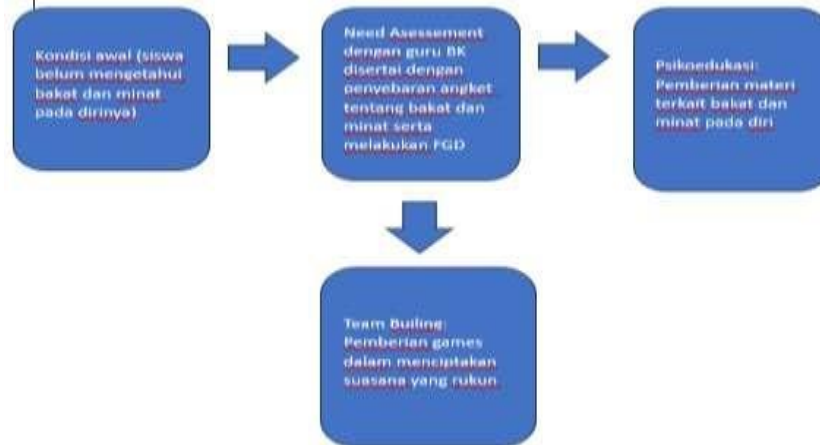 Kondisi awal (siswa
belum mengetahui
bakat dan minat
pada dirinya)
Need Asessement
dengan guru BK
disertai dengan
penyebaran angket
tentang bakat dan
minat serta
melakukan FGD
Psikoedukasi:
Pemberian materi
terkait bakat dan
minat pada diri
Team Builing:
Pemberian games
dalam menciptakan
suasana yang rukun